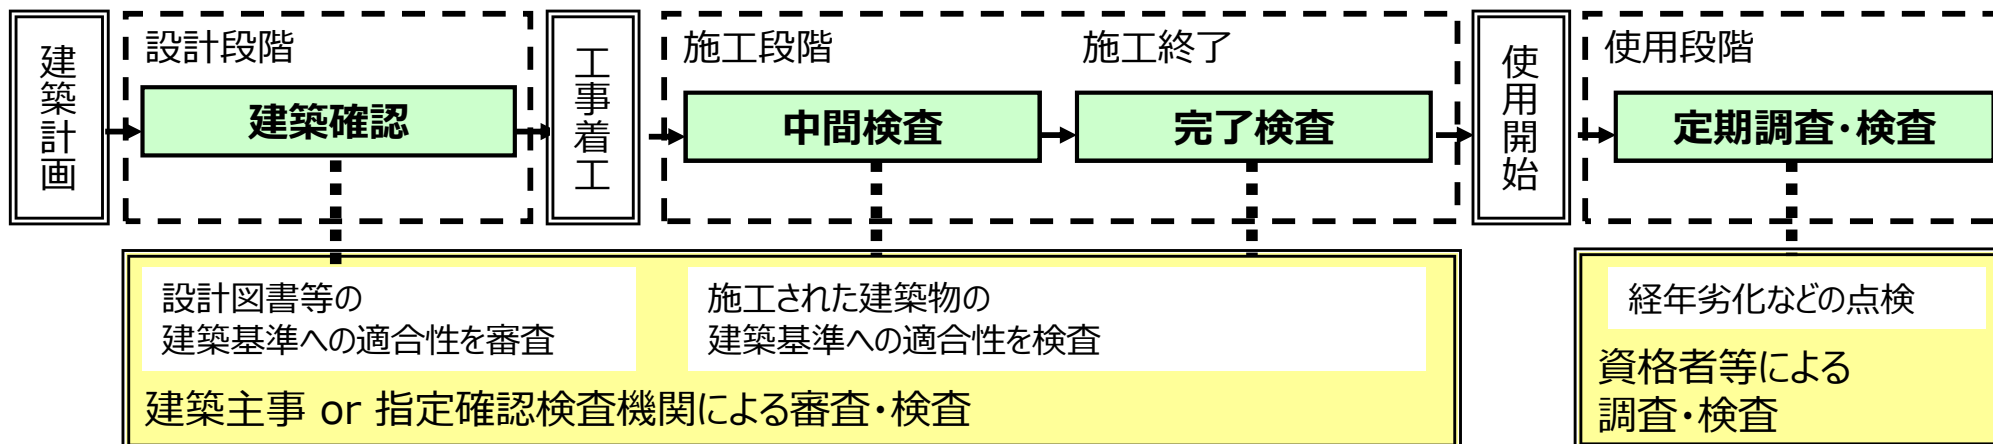 建築計画
設計段階
建築確認
工事着工
施工段階
中間検査
施工終了
完了検査
使用開始
使用段階
定期調査・検査
設計図書等の
建築基準への適合性を審査
施工された建築物の
建築基準への適合性を検査
建築主事 or 指定確認検査機関による審査・検査
経年劣化などの点検
資格者等による
調査・検査